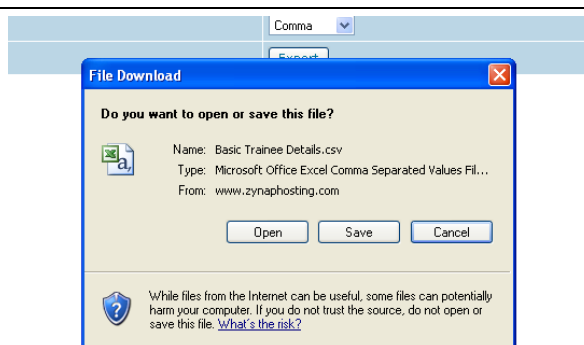 Comma
Export
File Download
Do you want to open or save this file?
Name: Basic Trainee Details.csv
Type: Microsoft Office Excel Comma Separated Values Fil...
From: www.zynaphosting.com
Open Save Cancel
While files from the Internet can be useful, some files can potentially
harm your computer. If you do not trust the source, do not open or
save this file. What's the risk?